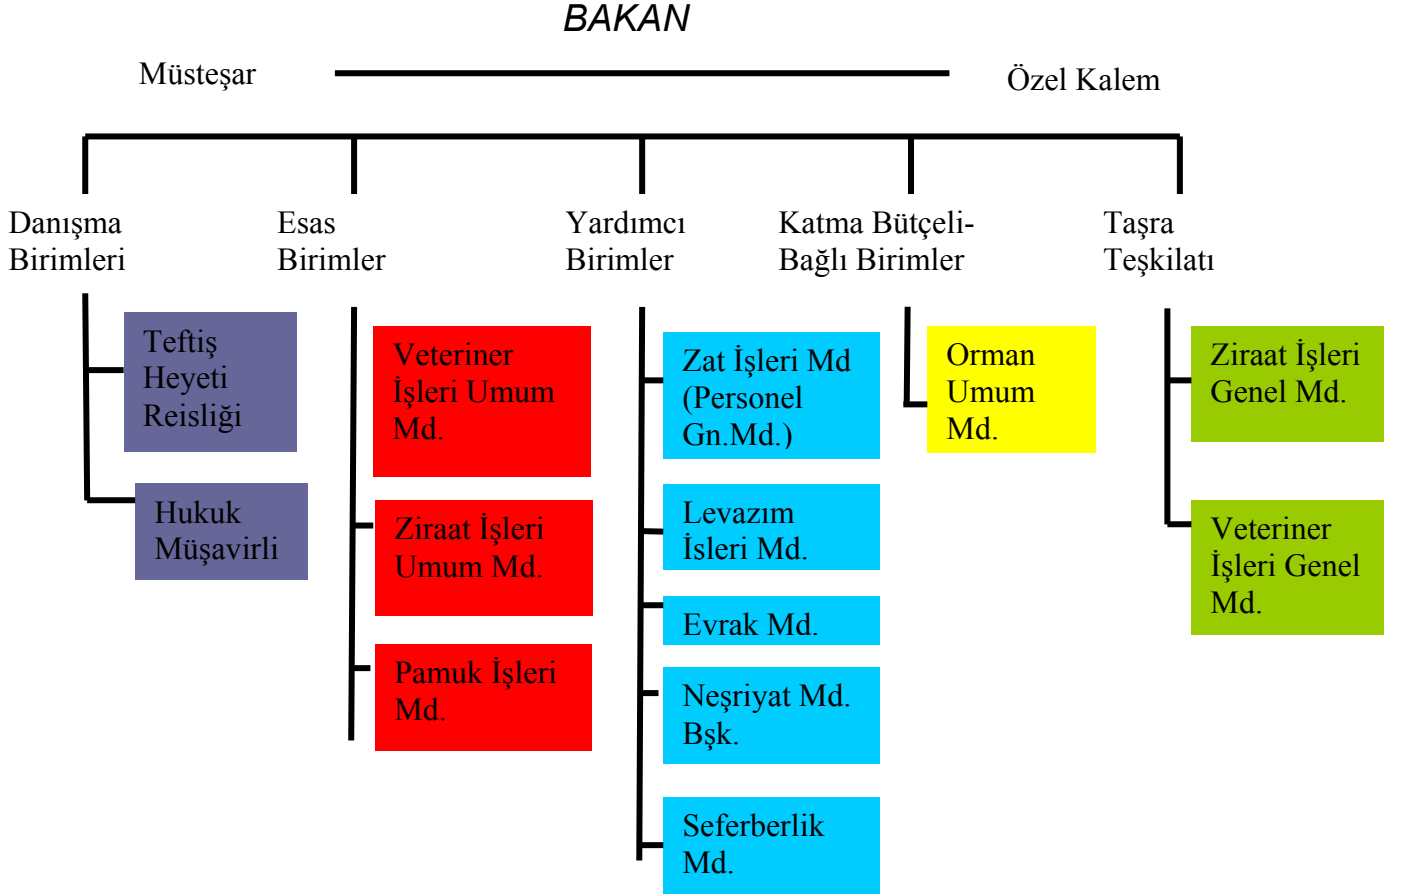 BAKAN
Müsteşar
Özel Kalem
Danışma
Birimleri
Esas
Birimler
Yardımcı
Birimler
Katma Bütçeli-
Bağlı Birimler
Taşra
Teşkilatı
Teftiş
Heyeti
Reisliği
Hukuk
Müşavirli
Veteriner
İşleri Umum
Md.
Ziraat İşleri
Umum Md.
Pamuk İşleri
Md.
Zat İşleri Md
(Personel
Gn.Md.)
Levazım
İsleri Md.
Evrak Md.
Neşriyat Md.
Bşk.
Seferberlik
Md.
Orman
Umum
Md.
Ziraat İşleri
Genel Md.
Veteriner
İşleri Genel
Md.